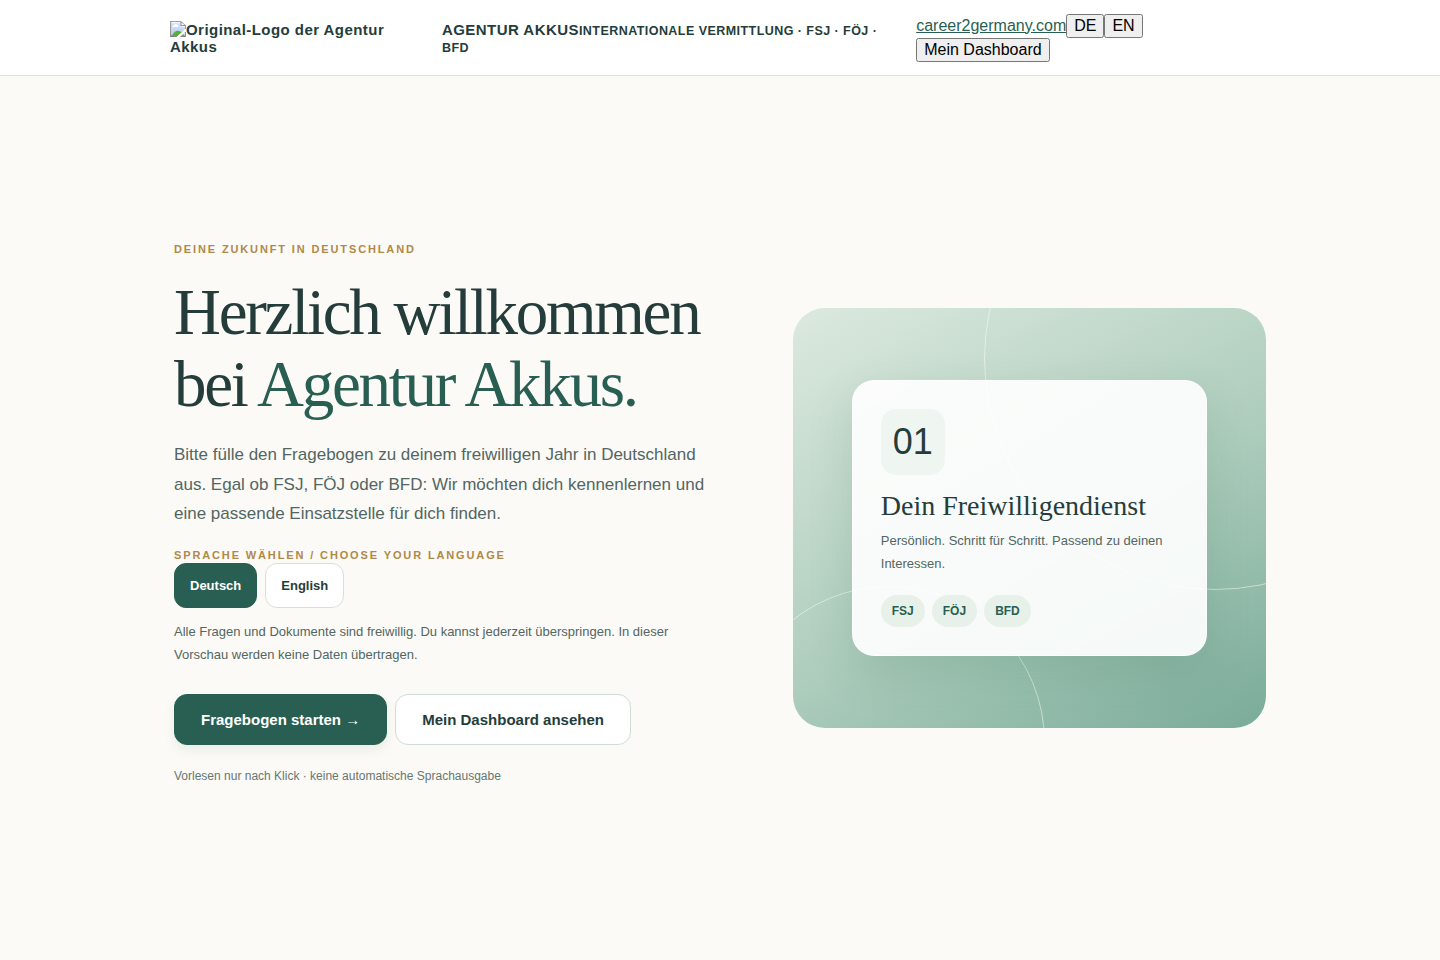 Original-Logo der Agentur
Akkus
AGENTUR AKKUSINTERNATIONALE VERMITTLUNG · FSJ · FÖJ ·
BFD
career2germany.com DE EN
Mein Dashboard
DEINE ZUKUNFT IN DEUTSCHLAND
Herzlich willkommen
bei Agentur Akkus.
Bitte fülle den Fragebogen zu deinem freiwilligen Jahr in Deutschland
aus. Egal ob FSJ, FÖJ oder BFD: Wir möchten dich kennenlernen und
eine passende Einsatzstelle für dich finden.
SPRACHE WÄHLEN / CHOOSE YOUR LANGUAGE
Deutsch English
Alle Fragen und Dokumente sind freiwillig. Du kannst jederzeit überspringen. In dieser
Vorschau werden keine Daten übertragen.
Fragebogen starten → Mein Dashboard ansehen
Vorlesen nur nach Klick · keine automatische Sprachausgabe
01
Dein Freiwilligendienst
Persönlich. Schritt für Schritt. Passend zu deinen
Interessen.
FSJ FÖJ BFD